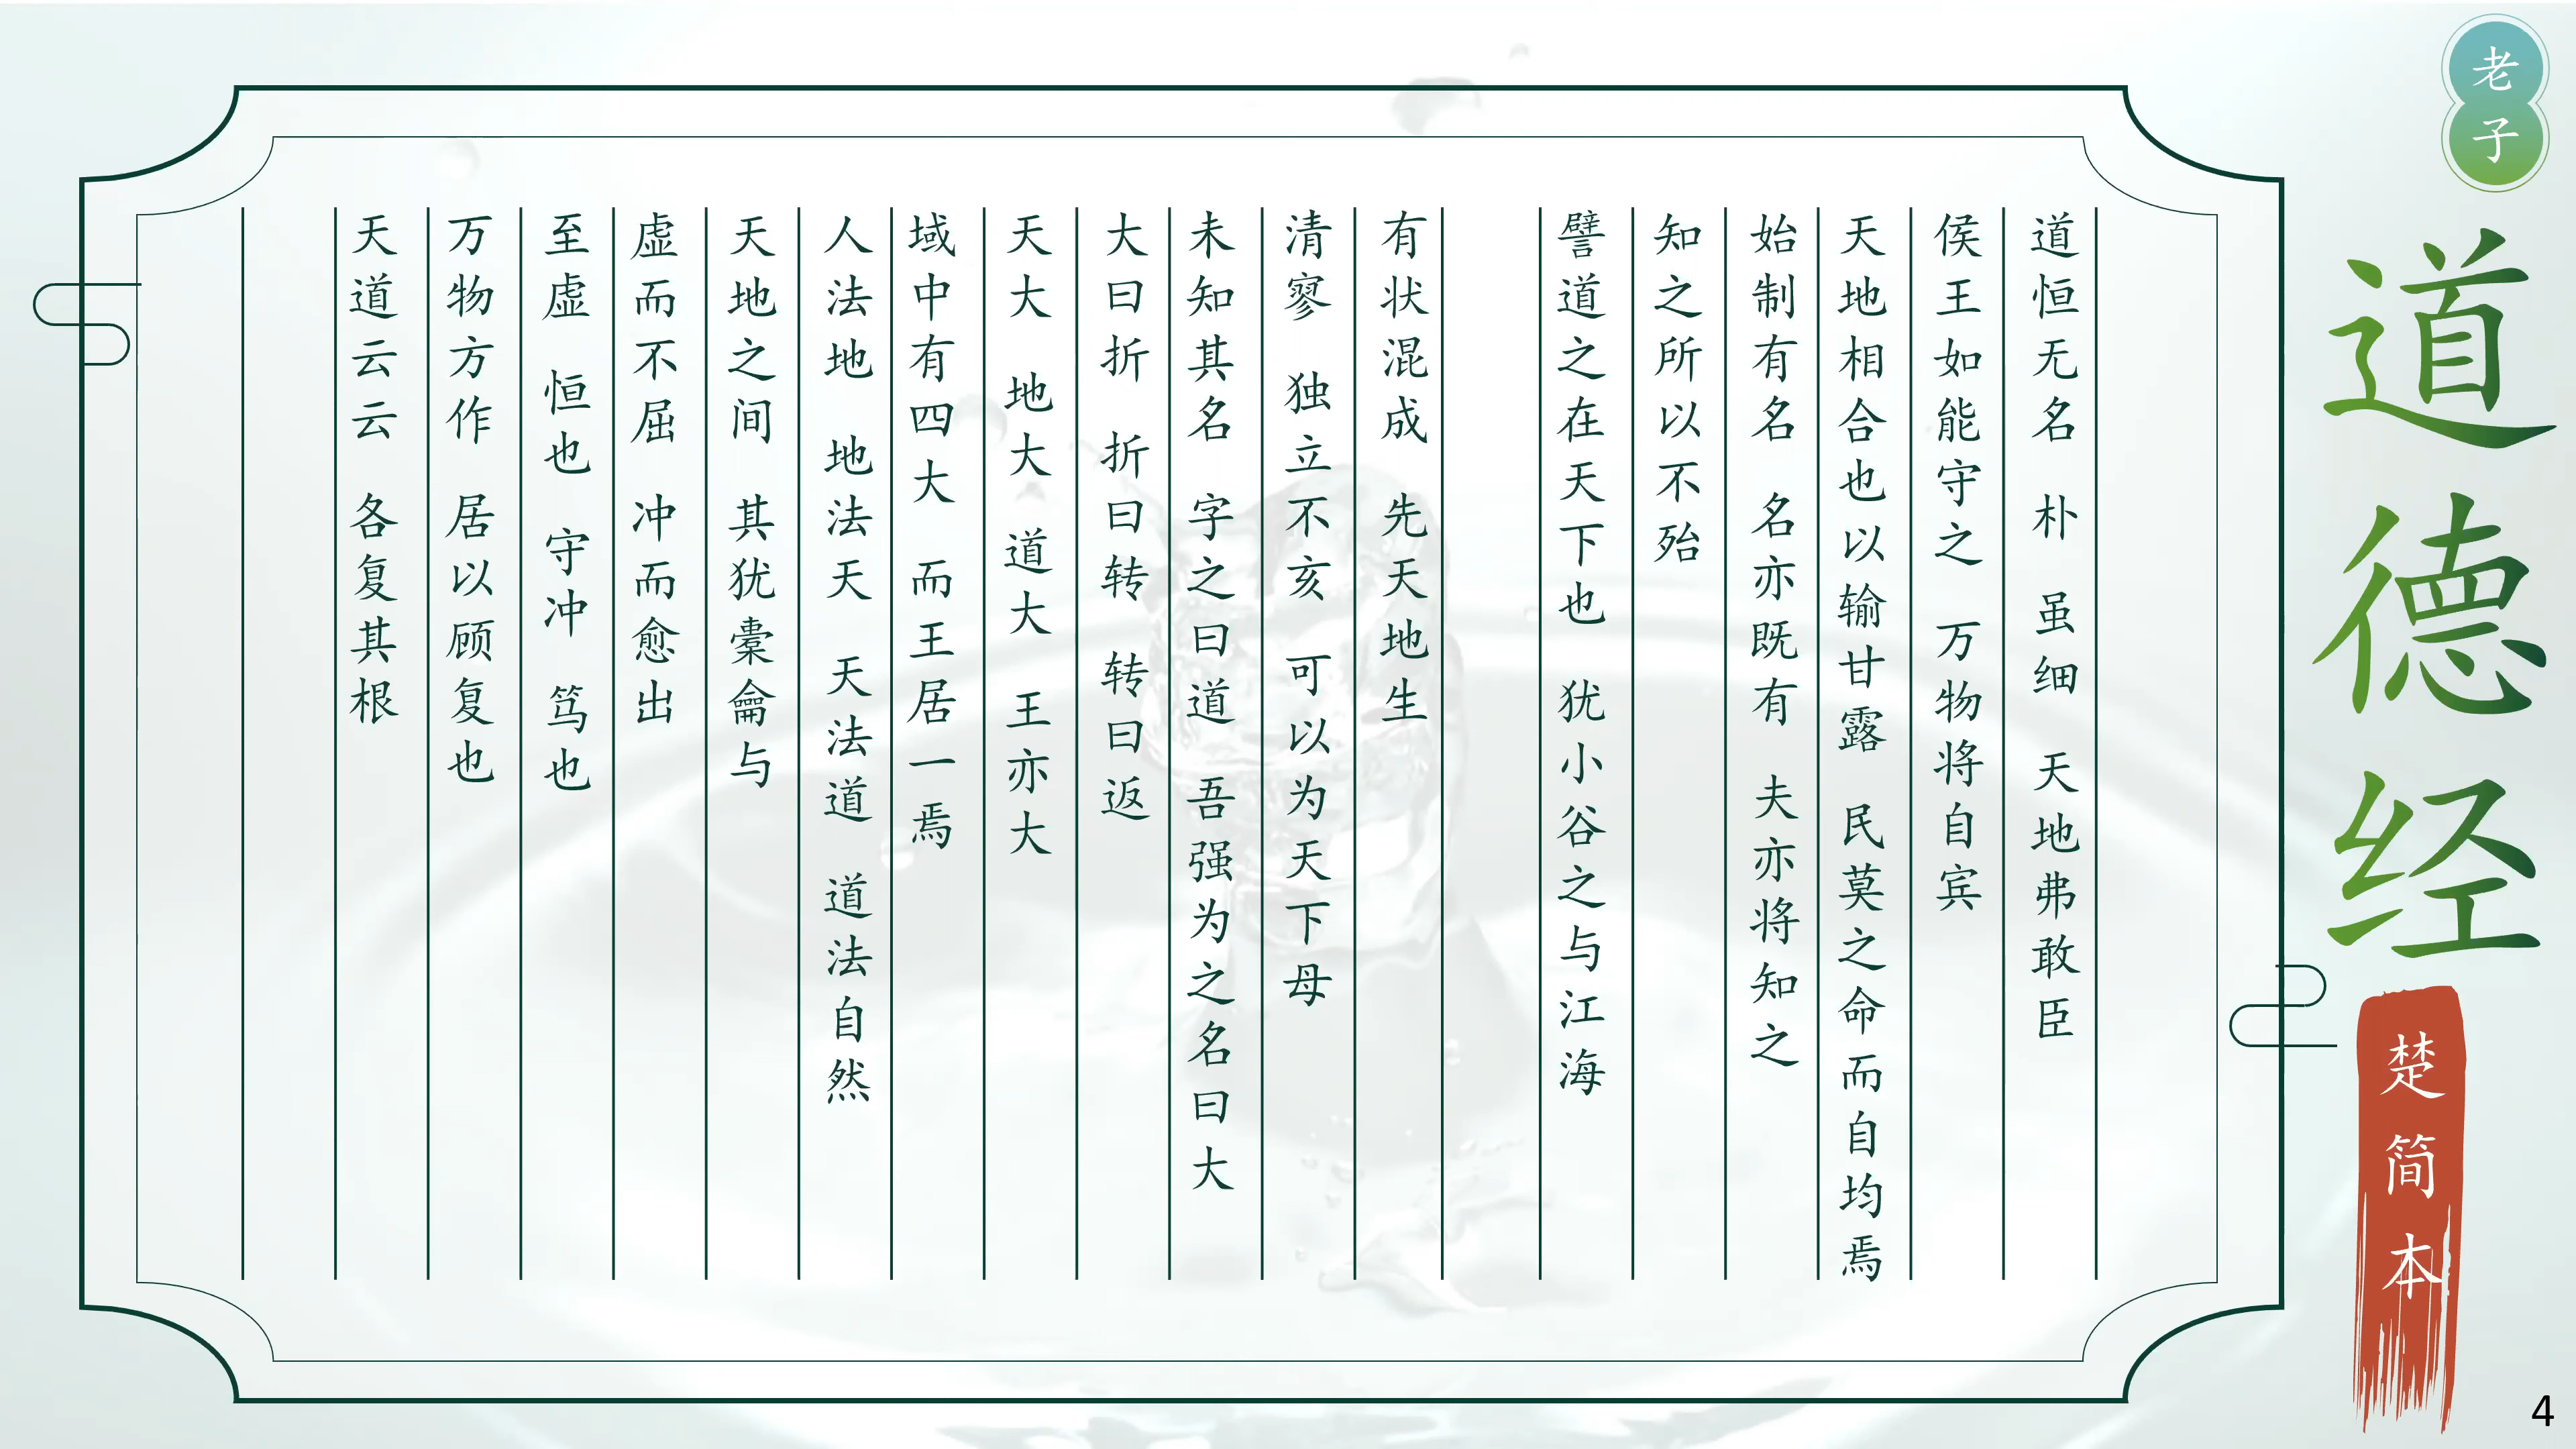 老子
道德经
楚简本
道恒无名 朴 虽细 天地弗敢臣
侯王如能守之 万物将自宾
天地相合也以输甘露 民莫之命而自均焉
始制有名 名亦既有 夫亦将知之
知之所以不殆
譬道之在天下也 犹小谷之与江海
有状混成 先天地生
清寥 独立不亥 可以为天下母
未知其名 字之曰道 吾强为之名曰大
大曰折 折曰转 转曰返
天大 地大 道大 王亦大
域中有四大 而王居一焉
人法地 地法天 天法道 道法自然
天地之间 其犹橐龠与
虚而不屈 冲而愈出
至虚 恒也 守冲 笃也
万物方作 居以顾复也
天道云云 各复其根
4